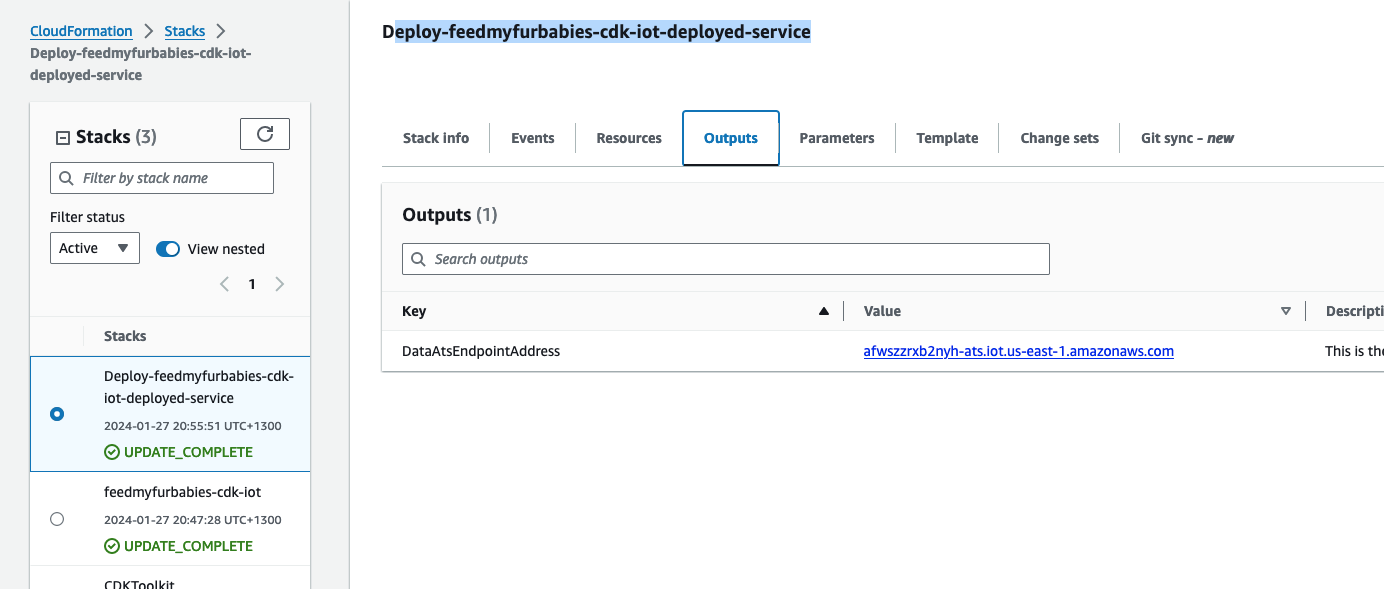 CloudFormation > Stacks >
Deploy-feedmyfurbabies-cdk-iot-
deployed-service
Stacks (3)
Filter by stack name
Filter status
Active
View nested
1
Stacks
Deploy-feedmyfurbabies-cdk-
iot-deployed-service
2024-01-27 20:55:51 UTC+1300
UPDATE_COMPLETE
feedmyfurbabies-cdk-iot
2024-01-27 20:47:28 UTC+1300
UPDATE_COMPLETE
CDKToolkit
Deploy-feedmyfurbabies-cdk-iot-deployed-service
Stack info Events Resources Outputs Parameters Template Change sets Git sync - new
Outputs (1)
Search outputs
Key Value Descripti
DataAtsEndpointAddress afwszzrxb2nyh-ats.iot.us-east-1.amazonaws.com This is the